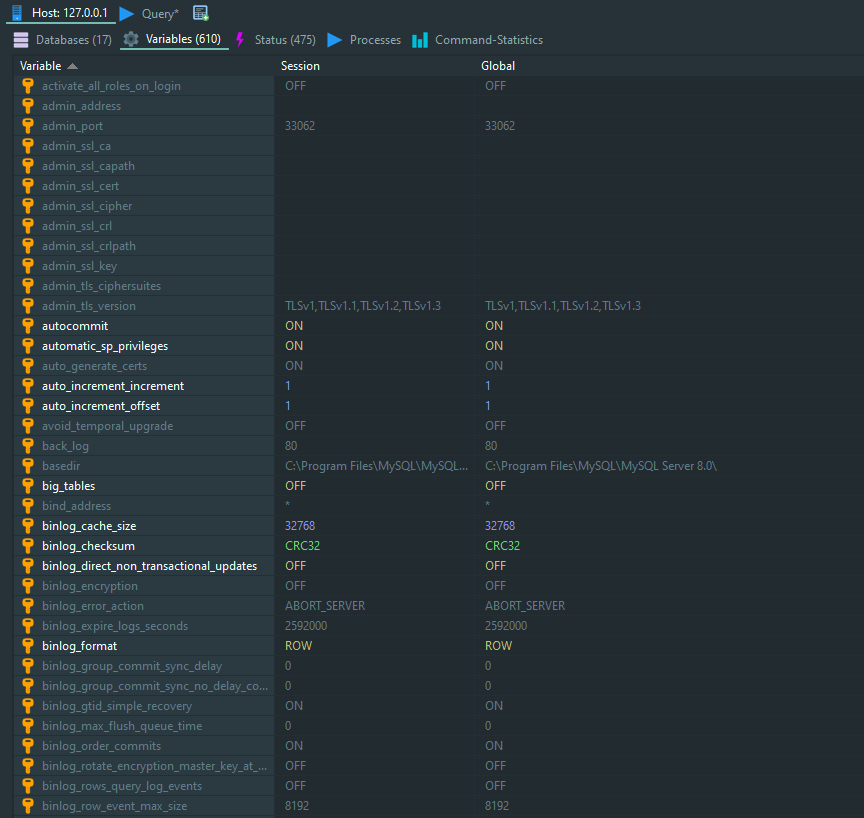 Host: 127.0.0.1 Query*
Databases (17) Variables (610) Status (475) Processes Command-Statistics
Variable Session Global
activate_all_roles_on_login OFF OFF
admin_address
admin_port 33062 33062
admin_ssl_ca
admin_ssl_capath
admin_ssl_cert
admin_ssl_cipher
admin_ssl_crl
admin_ssl_crlpath
admin_ssl_key
admin_tls_ciphersuites
admin_tls_version TLSv1,TLSv1.1,TLSv1.2,TLSv1.3 TLSv1,TLSv1.1,TLSv1.2,TLSv1.3
autocommit ON ON
automatic_sp_privileges ON ON
auto_generate_certs ON ON
auto_increment_increment 1 1
auto_increment_offset 1 1
avoid_temporal_upgrade OFF OFF
back_log 80 80
basedir C:\Program Files\MySQL\MySQL... C:\Program Files\MySQL\MySQL Server 8.0\
big_tables OFF OFF
bind_address * *
binlog_cache_size 32768 32768
binlog_checksum CRC32 CRC32
binlog_direct_non_transactional_updates OFF OFF
binlog_encryption OFF OFF
binlog_error_action ABORT_SERVER ABORT_SERVER
binlog_expire_logs_seconds 2592000 2592000
binlog_format ROW ROW
binlog_group_commit_sync_delay 0 0
binlog_group_commit_sync_no_delay_co... 0 0
binlog_gtid_simple_recovery ON ON
binlog_max_flush_queue_time 0 0
binlog_order_commits ON ON
binlog_rotate_encryption_master_key_at_... OFF OFF
binlog_rows_query_log_events OFF OFF
binlog_row_event_max_size 8192 8192